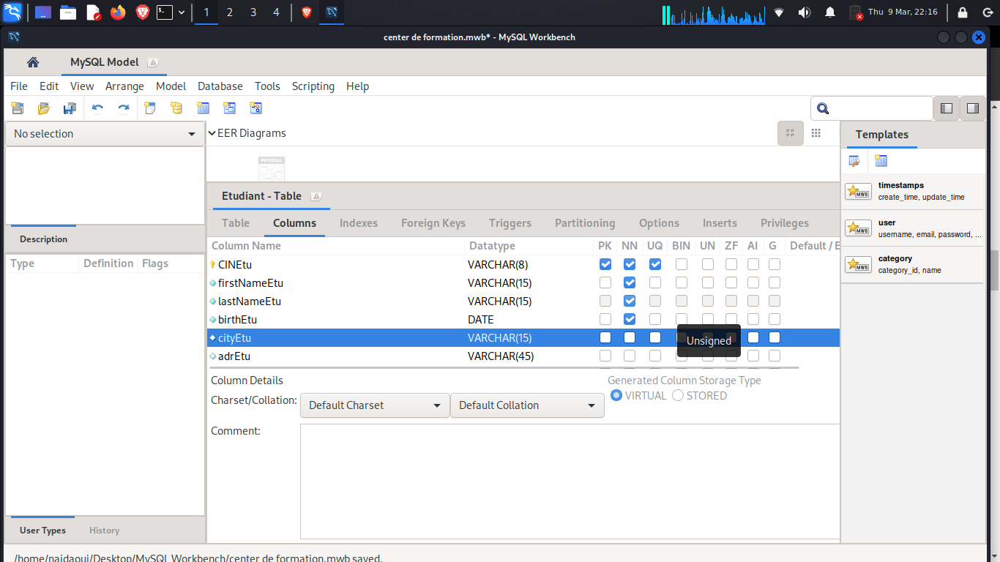 1 2 3 4
Thu 9 Mar, 22:16
center de formation.mwb* - MySQL Workbench
MySQL Model
File Edit View Arrange Model Database Tools Scripting Help
No selection
EER Diagrams
Templates
PHYSICAL
timestamps
create_time, update_time
Etudiant - Table
Table Columns Indexes Foreign Keys Triggers Partitioning Options Inserts Privileges
user
username, email, password, ...
Description
Column Name Datatype PK NN UQ BIN UN ZF AI G Default / E
category
category_id, name
Type Definition Flags
CINEtu VARCHAR(8)
firstNameEtu VARCHAR(15)
lastNameEtu VARCHAR(15)
birthEtu DATE
cityEtu VARCHAR(15)
Unsigned
adrEtu VARCHAR(45)
Column Details
Generated Column Storage Type
Charset/Collation: Default Charset Default Collation
VIRTUAL STORED
Comment:
User Types History
/home/najdaoui/Desktop/MySQL Workbench/center de formation.mwb saved.
MWB
MWB
MWB